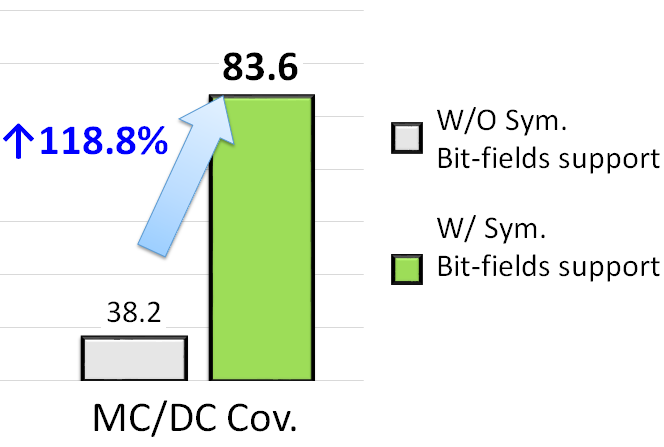 83.6
↑118.8%
38.2
MC/DC Cov.
W/O Sym.
Bit-fields support
W/ Sym.
Bit-fields support